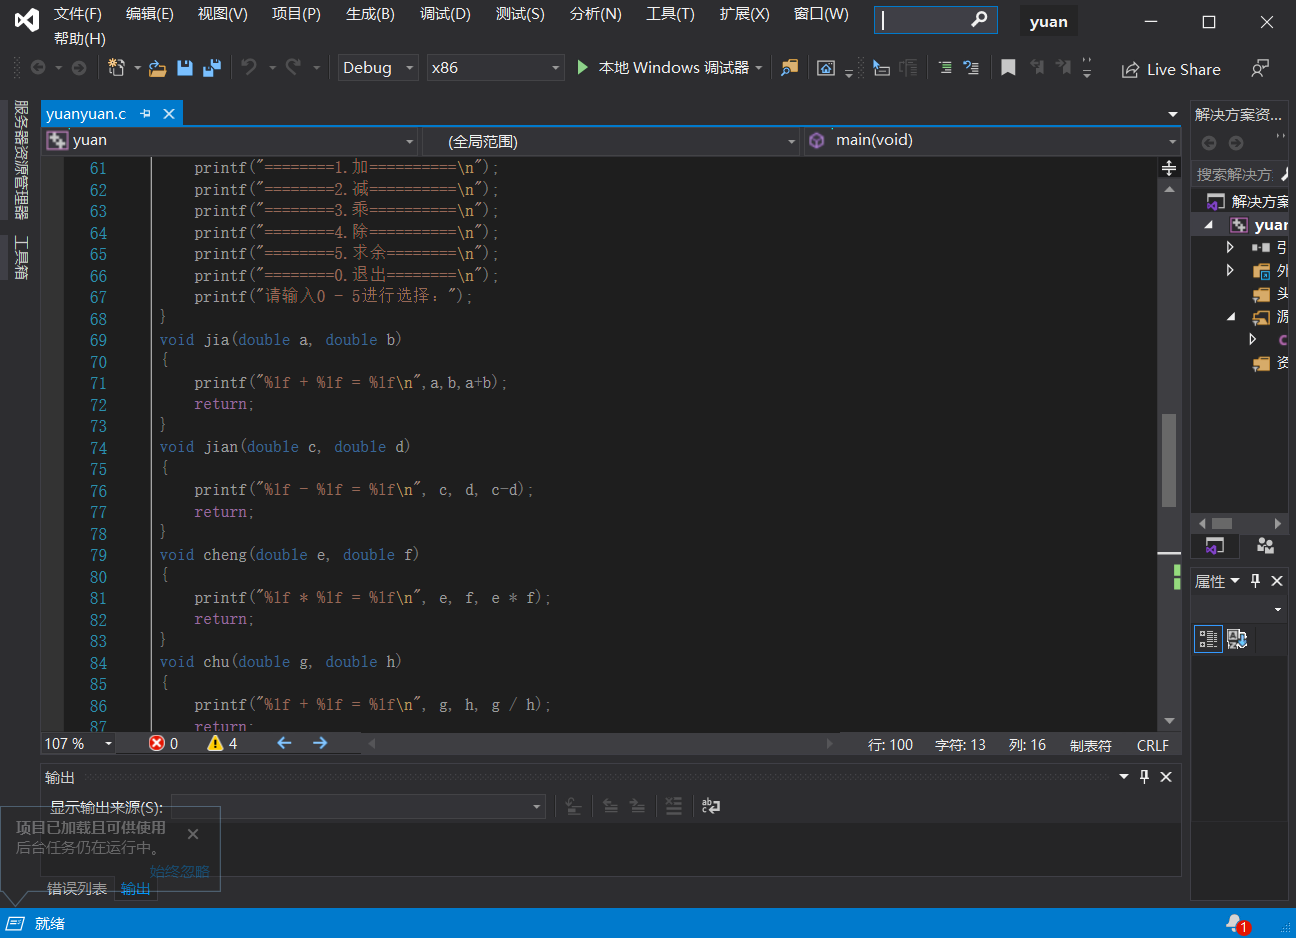 文件(F) 编辑(E) 视图(V) 项目(P) 生成(B) 调试(D) 测试(S) 分析(N) 工具(T) 扩展(X) 窗口(W) yuan
帮助(H)
Debug x86 本地 Windows 调试器 Live Share
服务器资源管理器
工具箱
yuanyuan.c
yuan (全局范围) main(void)
61 printf("========1.加==========\n");
62 printf("========2.减==========\n");
63 printf("========3.乘==========\n");
64 printf("========4.除==========\n");
65 printf("========5.求余========\n");
66 printf("========0.退出========\n");
67 printf("请输入0 - 5进行选择：");
68 }
69 void jia(double a, double b)
70 {
71 printf("%lf + %lf = %lf\n",a,b,a+b);
72 return;
73 }
74 void jian(double c, double d)
75 {
76 printf("%lf - %lf = %lf\n", c, d, c-d);
77 return;
78 }
79 void cheng(double e, double f)
80 {
81 printf("%lf * %lf = %lf\n", e, f, e * f);
82 return;
83 }
84 void chu(double g, double h)
85 {
86 printf("%lf + %lf = %lf\n", g, h, g / h);
87 return;
107 % 0 4 行: 100 字符: 13 列: 16 制表符 CRLF
解决方案资...
搜索解决方
解决方案
yuan
引
外
头
源
C
资
属性
输出
显示输出来源(S):
项目已加载且可供使用
后台任务仍在运行中。
始终忽略
错误列表 输出
就绪 1